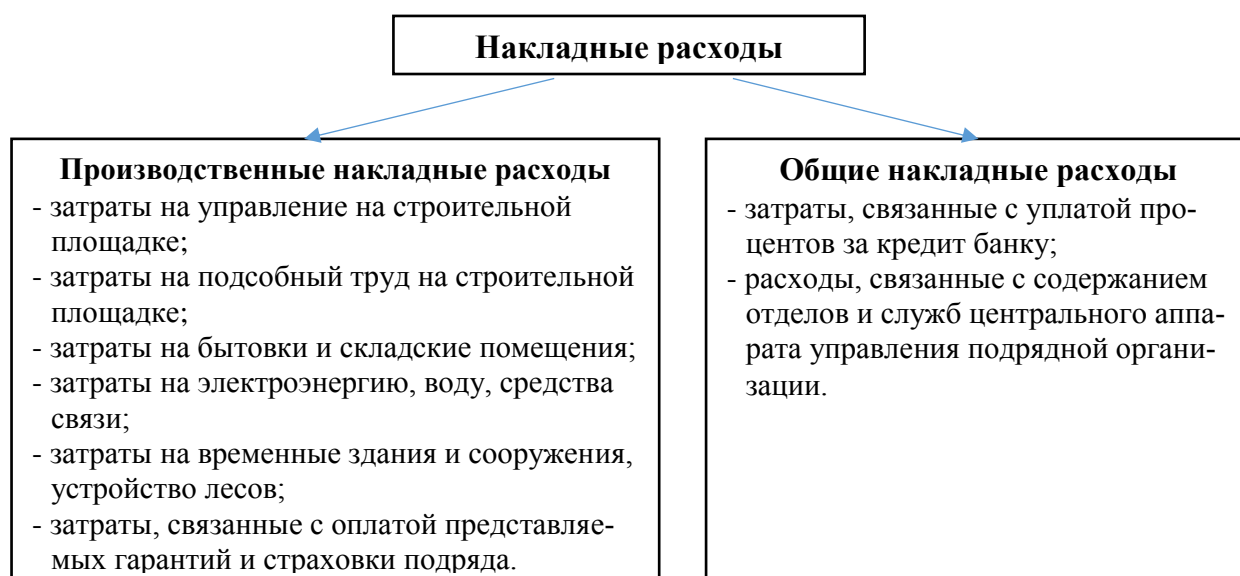 Накладные расходы
Производственные накладные расходы
- затраты на управление на строительной
площадке;
- затраты на подсобный труд на строительной
площадке;
- затраты на бытовки и складские помещения;
- затраты на электроэнергию, воду, средства
связи;
- затраты на временные здания и сооружения,
устройство лесов;
- затраты, связанные с оплатой представляе-
мых гарантий и страховки подряда.
Общие накладные расходы
- затраты, связанные с уплатой про-
центов за кредит банку;
- расходы, связанные с содержанием
отделов и служб центрального аппа-
рата управления подрядной органи-
зации.